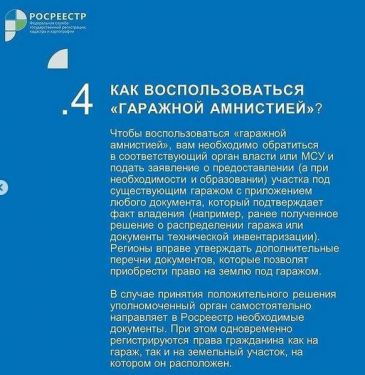 РОСРЕЕСТР
Федеральная служба
государственной регистрации,
кадастра и картографии
.4
КАК ВОСПОЛЬЗОВАТЬСЯ
«ГАРАЖНОЙ АМНИСТИЕЙ»?
Чтобы воспользоваться «гаражной
амнистией», вам необходимо обратиться
в соответствующий орган власти или МСУ и
подать заявление о предоставлении (а при
необходимости и образовании) участка под
существующим гаражом с приложением
любого документа, который подтверждает
факт владения (например, ранее полученное
решение о распределении гаража или
документы технической инвентаризации).
Регионы вправе утверждать дополнительные
перечни документов, которые позволят
приобрести право на землю под гаражом.
В случае принятия положительного решения
уполномоченный орган самостоятельно
направляет в Росреестр необходимые
документы. При этом одновременно
регистрируются права гражданина как на
гараж, так и на земельный участок, на
котором он расположен.